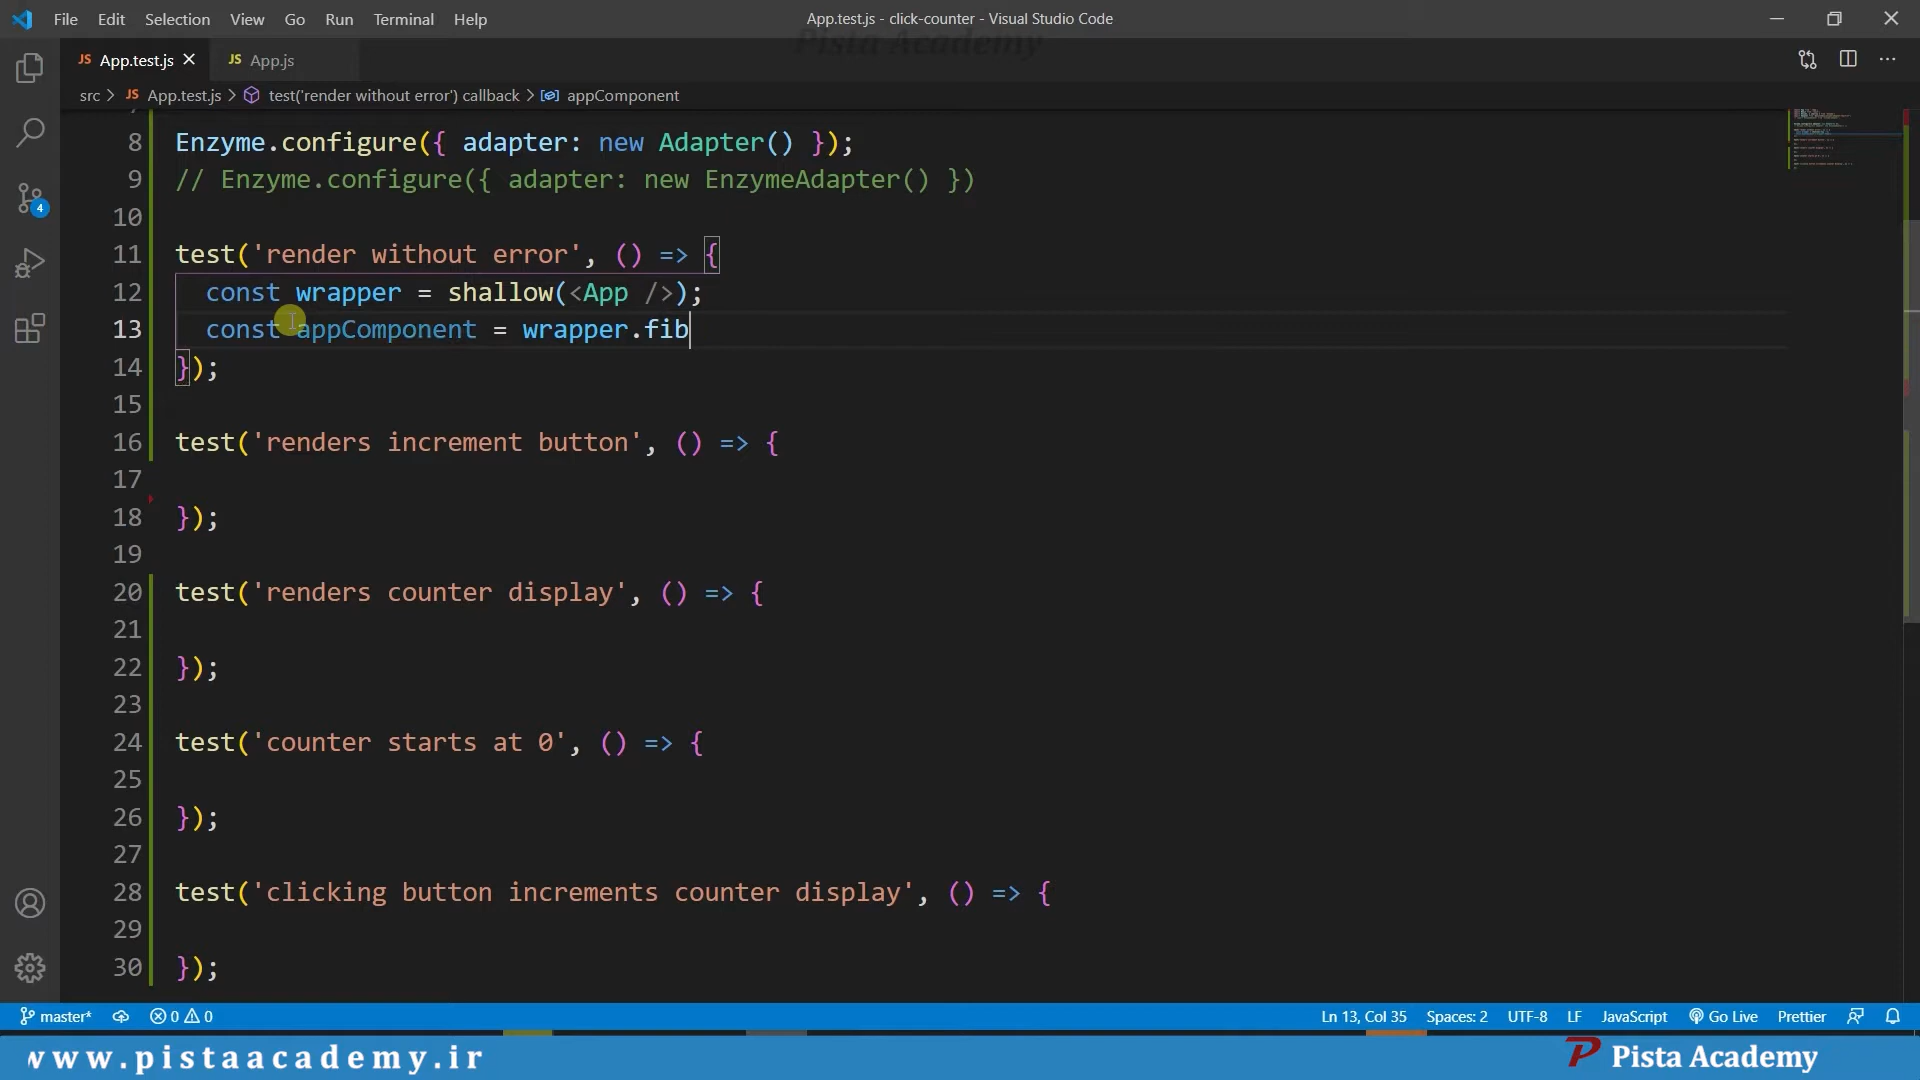 File Edit Selection View Go Run Terminal Help App.test.js - click-counter - Visual Studio Code
Pista Academy
JS App.test.js JS App.js
src > JS App.test.js > test('render without error') callback > appComponent
8 Enzyme.configure({ adapter: new Adapter() });
9 // Enzyme.configure({ adapter: new EnzymeAdapter() })
10
11 test('render without error', () => {
12 const wrapper = shallow(<App />);
13 const appComponent = wrapper.fib
14 });
15
16 test('renders increment button', () => {
17
18 });
19
20 test('renders counter display', () => {
21
22 });
23
24 test('counter starts at 0', () => {
25
26 });
27
28 test('clicking button increments counter display', () => {
29
30 });
4
master* 0 0 Ln 13, Col 35 Spaces: 2 UTF-8 LF JavaScript Go Live Prettier
www.pistaacademy.ir Pista Academy